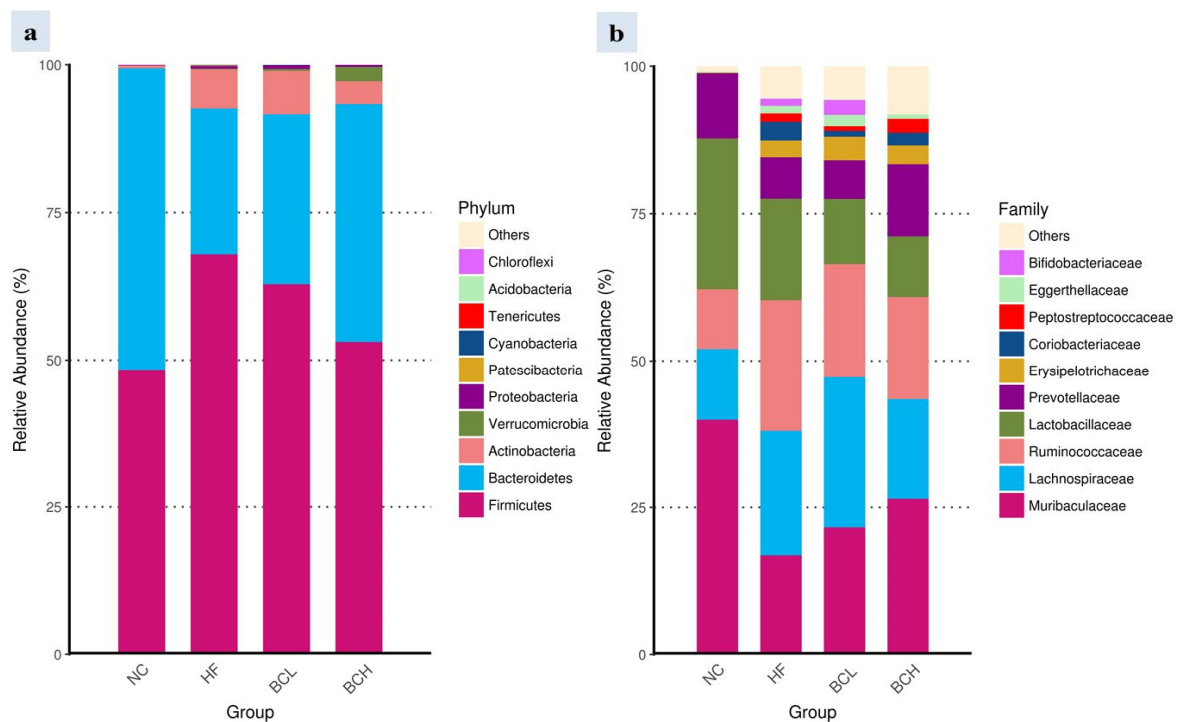 a
Relative Abundance (%)
100
75
50
25
0
NC
HF
BCL
BCH
Group
Phylum
Others
Chloroflexi
Acidobacteria
Tenericutes
Cyanobacteria
Patescibacteria
Proteobacteria
Verrucomicrobia
Actinobacteria
Bacteroidetes
Firmicutes
b
Relative Abundance (%)
100
75
50
25
0
NC
HF
BCL
BCH
Group
Family
Others
Bifidobacteriaceae
Eggerthellaceae
Peptostreptococcaceae
Coriobacteriaceae
Erysipelotrichaceae
Prevotellaceae
Lactobacillaceae
Ruminococcaceae
Lachnospiraceae
Muribaculaceae